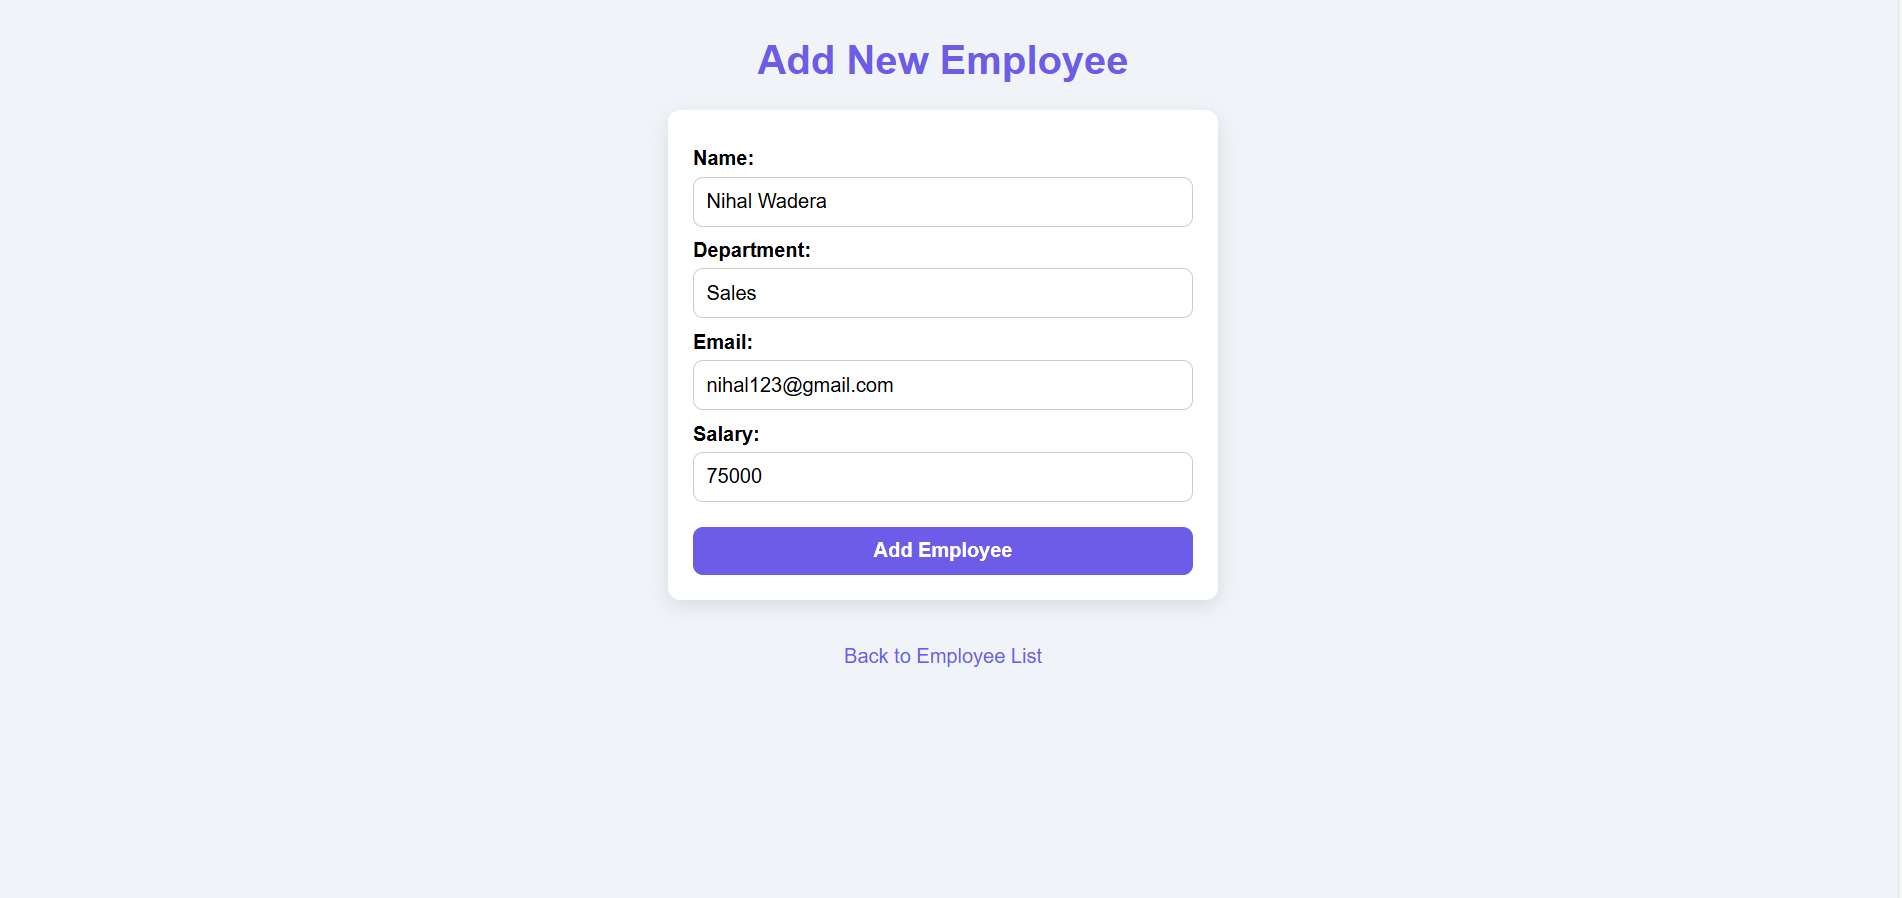 Add New Employee
Name:
Nihal Wadera
Department:
Sales
Email:
nihal123@gmail.com
Salary:
75000
Add Employee
Back to Employee List